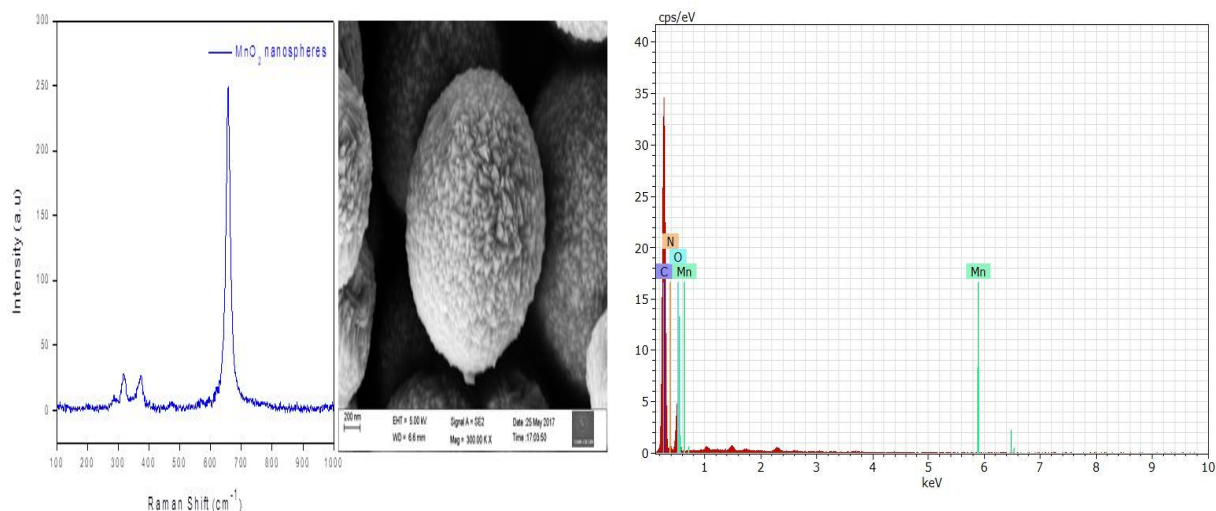 300
250
200
150
100
50
0
Intensity (a.u)
MnO2 nanospheres
100 200 300 400 500 600 700 800 900 1000
Raman Shift (cm-1)
200 nm
EHT = 5.00 kV
Signal A = SE2
Date :25 May 2017
WD = 6.6 mm
Mag = 300.00 K X
Time :17:03:50
cps/eV
40
35
30
25
20
15
10
5
0
N
O
C
Mn
Mn
1 2 3 4 5 6 7 8 9 10
keV